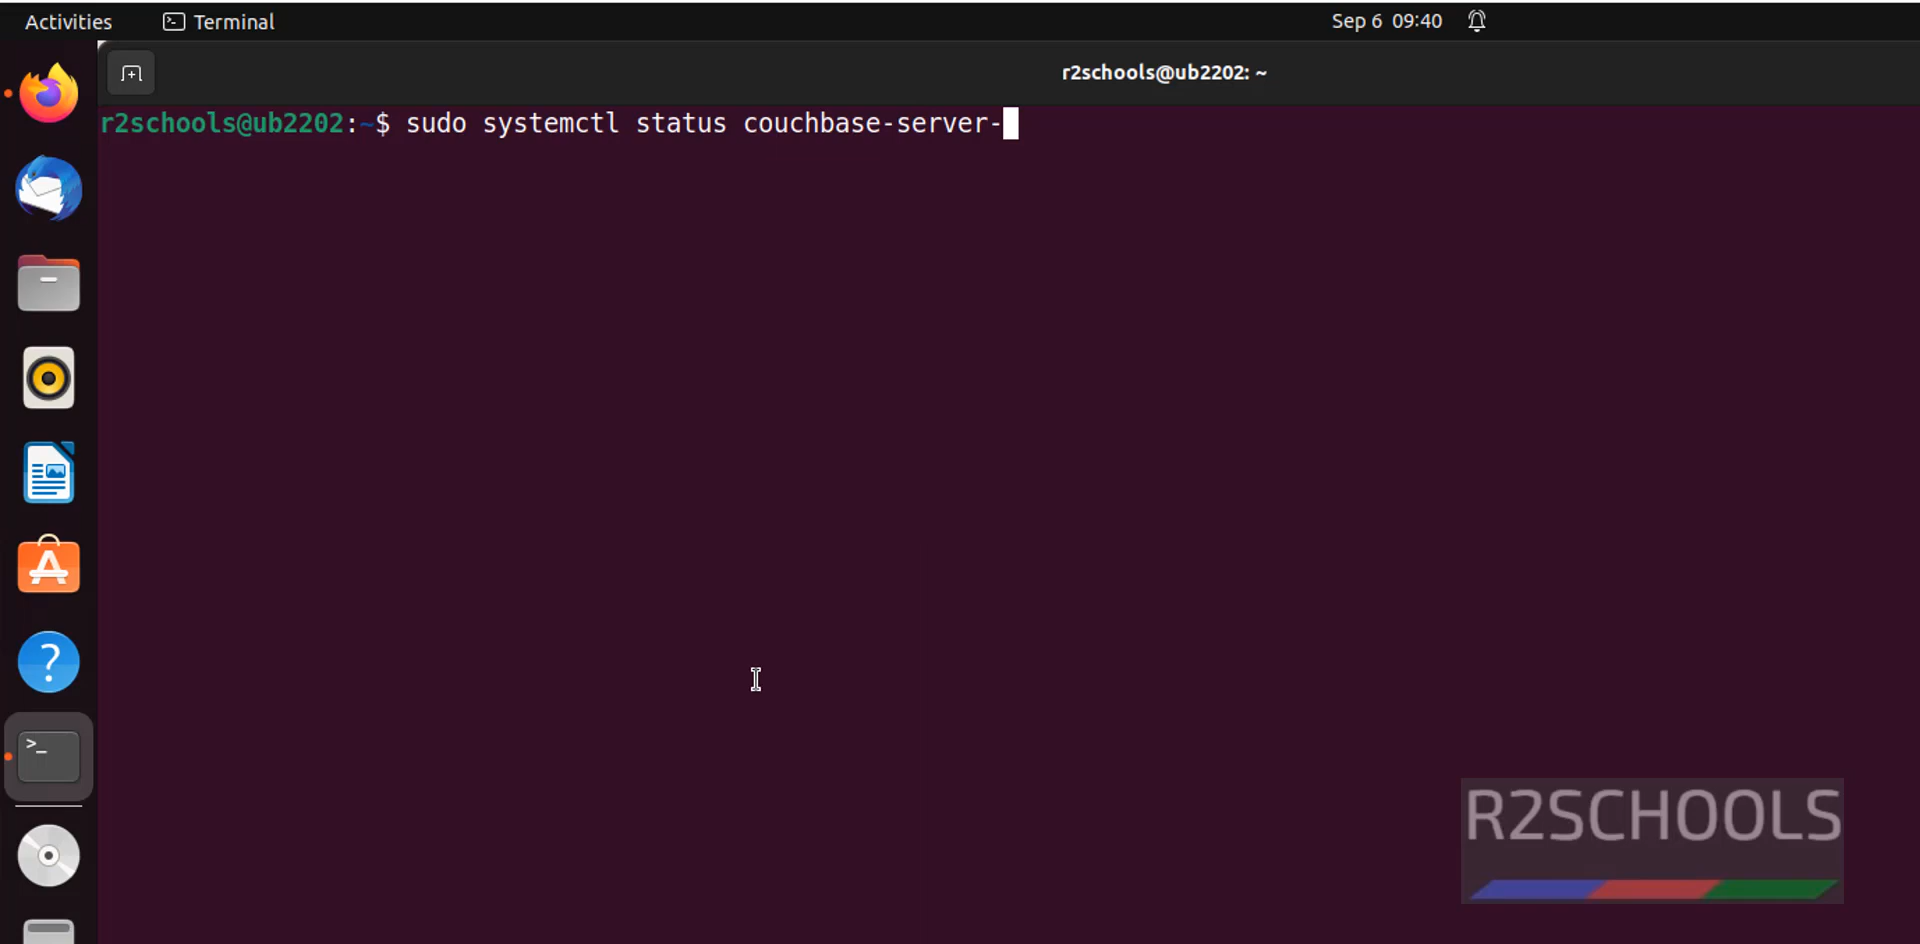 Activities
Terminal
Sep 6 09:40
r2schools@ub2202: ~
r2schools@ub2202:~$ sudo systemctl status couchbase-server-
R2SCHOOLS